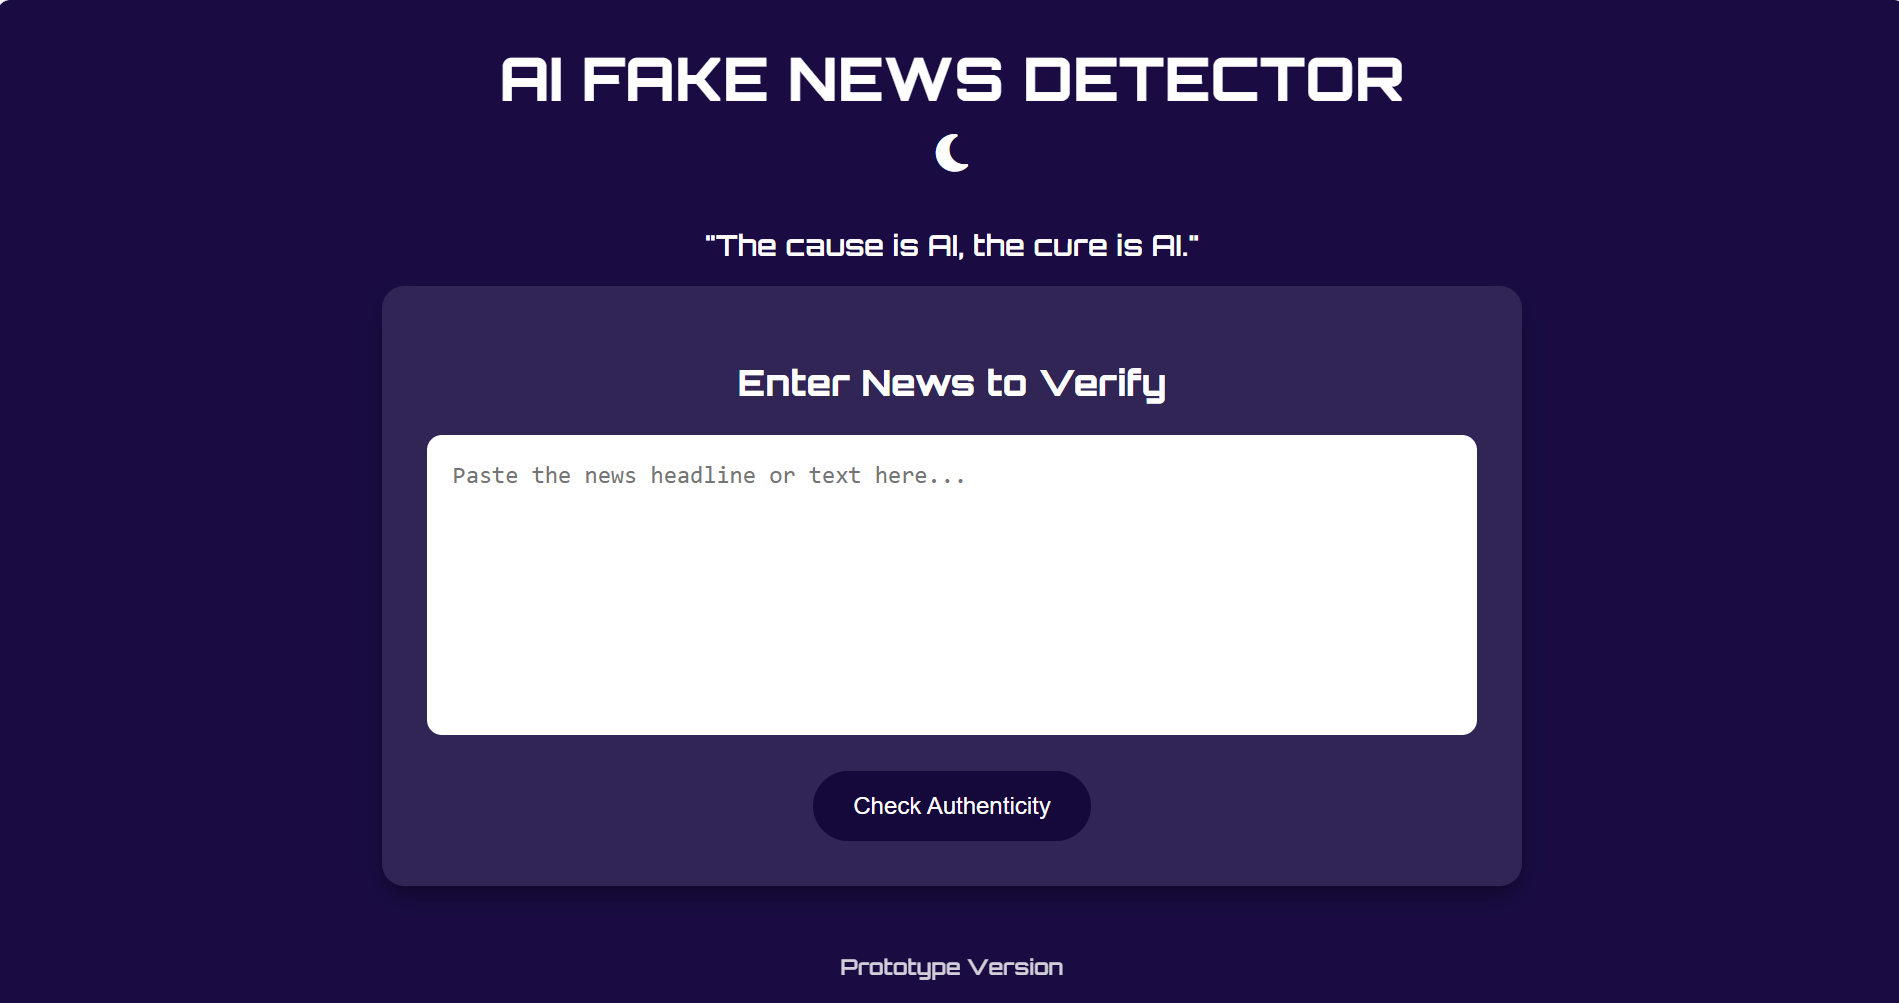 AI FAKE NEWS DETECTOR
"The cause is AI, the cure is AI."
Enter News to Verify
Paste the news headline or text here...
Check Authenticity
Prototype Version